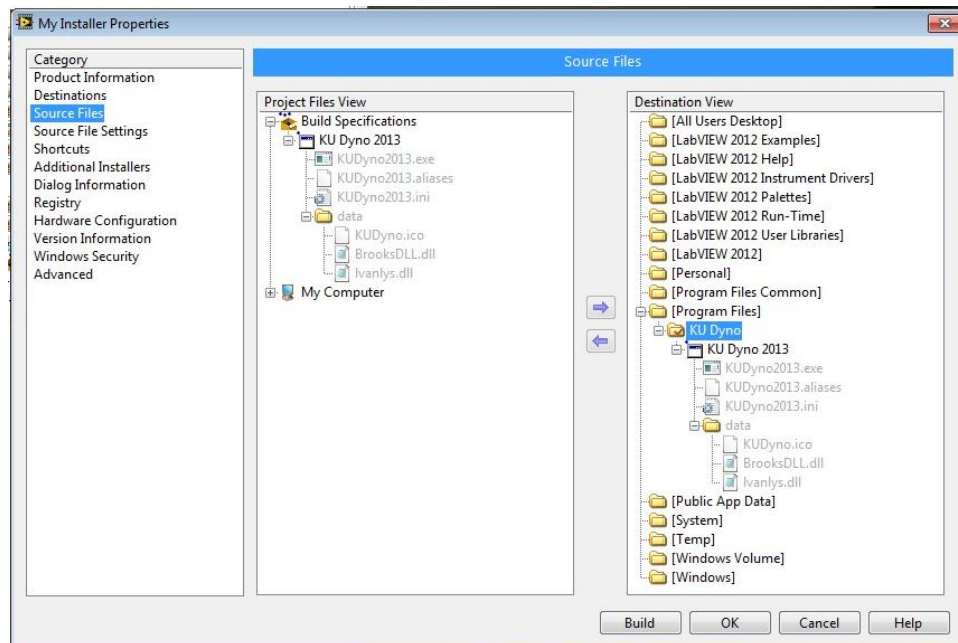 My Installer Properties
Category
Product Information
Destinations
Source Files
Source File Settings
Shortcuts
Additional Installers
Dialog Information
Registry
Hardware Configuration
Version Information
Windows Security
Advanced
Source Files
Project Files View
Build Specifications
KU Dyno 2013
KUDyno2013.exe
KUDyno2013.aliases
KUDyno2013.ini
data
KUDyno.ico
BrooksDLL.dll
lvanlys.dll
My Computer
Destination View
[All Users Desktop]
[LabVIEW 2012 Examples]
[LabVIEW 2012 Help]
[LabVIEW 2012 Instrument Drivers]
[LabVIEW 2012 Palettes]
[LabVIEW 2012 Run-Time]
[LabVIEW 2012 User Libraries]
[LabVIEW 2012]
[Personal]
[Program Files Common]
[Program Files]
KU Dyno
KU Dyno 2013
KUDyno2013.exe
KUDyno2013.aliases
KUDyno2013.ini
data
KUDyno.ico
BrooksDLL.dll
lvanlys.dll
[Public App Data]
[System]
[Temp]
[Windows Volume]
[Windows]
Build
OK
Cancel
Help